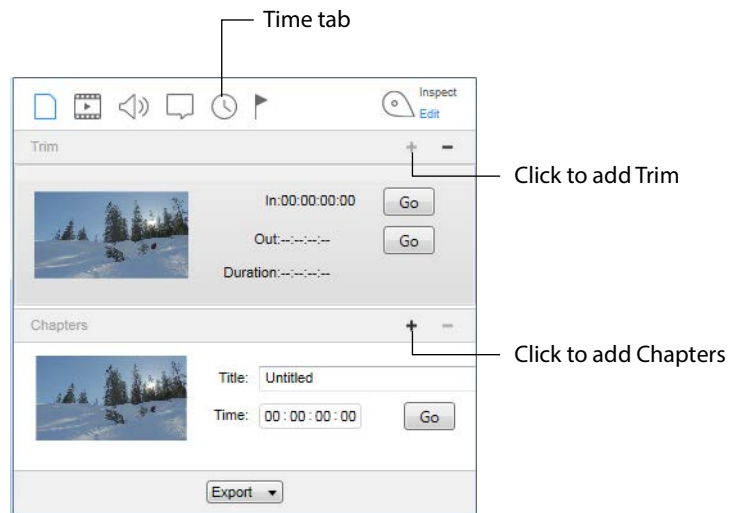 Time tab
Inspect
Edit
Trim
Click to add Trim
In:00:00:00:00
Go
Out:--:--:--:--
Go
Duration:--:--:--:--
Chapters
Click to add Chapters
Title: Untitled
Time: 00:00:00:00
Go
Export